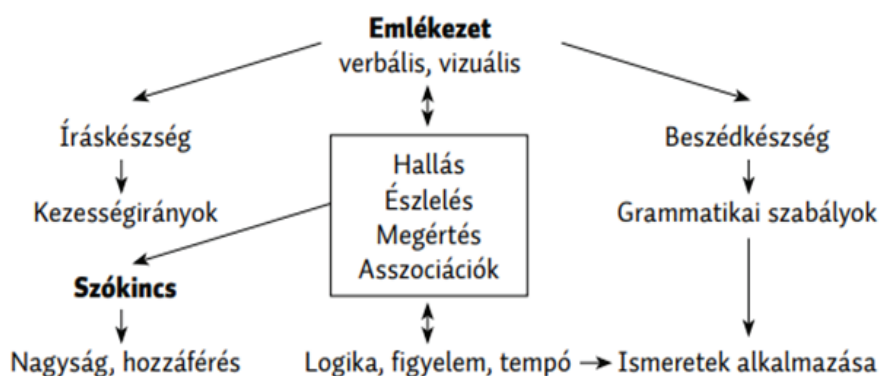 Emlékezet
verbális, vizuális
Íráskészség
Beszédkészség
Hallás
Észlelés
Megértés
Asszociációk
Kezességirányok
Grammatikai szabályok
Szókincs
Nagyság, hozzáférés
Logika, figyelem, tempó
Ismeretek alkalmazása